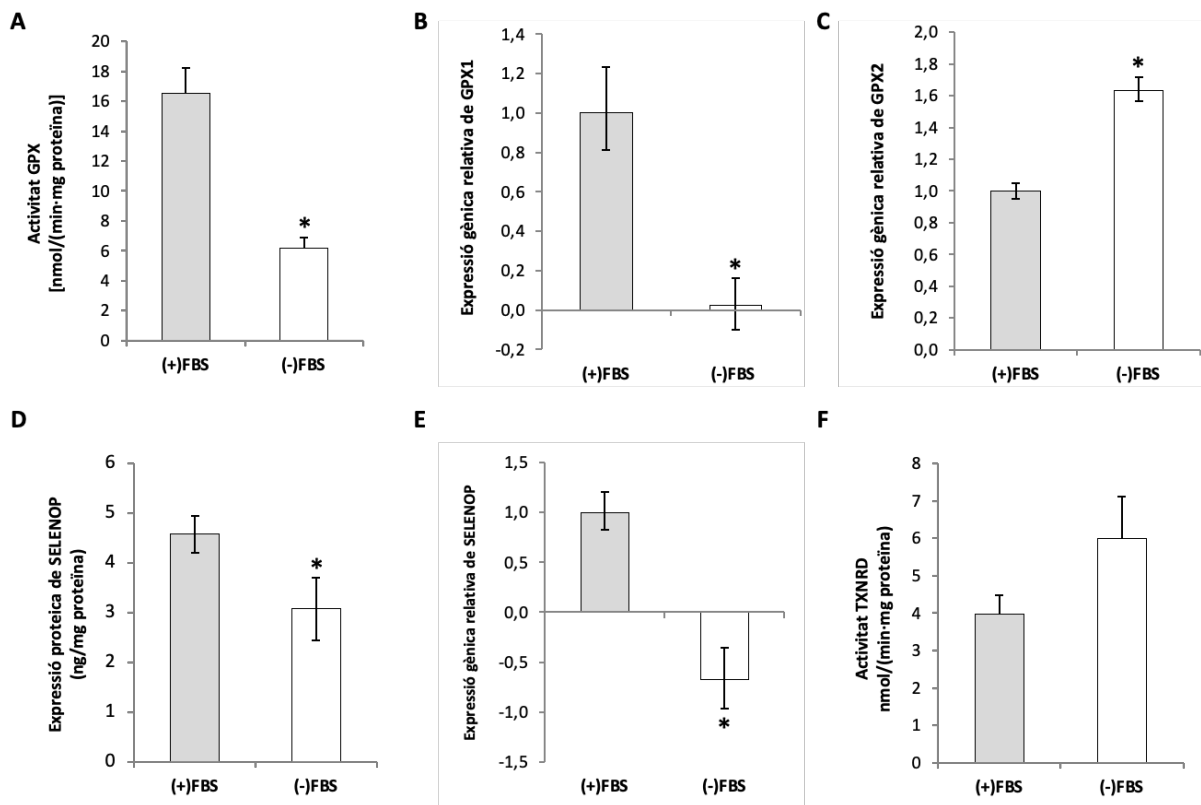 A
Activitat GPX
[nmol/(min·mg proteïna)]
20
18
16
14
12
10
8
6
4
2
0
*
(+)FBS
(-)FBS
B
Expressió gènica relativa de GPX1
1,4
1,2
1,0
0,8
0,6
0,4
0,2
0,0
-0,2
*
(+)FBS
(-)FBS
C
Expressió gènica relativa de GPX2
2,0
1,8
1,6
1,4
1,2
1,0
0,8
0,6
0,4
0,2
0,0
*
(+)FBS
(-)FBS
D
Expressió proteica de SELENOP
(ng/mg proteïna)
6
5
4
3
2
1
0
*
(+)FBS
(-)FBS
E
Expressió gènica relativa de SELENOP
1,5
1,0
0,5
0,0
-0,5
-1,0
-1,5
*
(+)FBS
(-)FBS
F
Activitat TXNRD
nmol/(min·mg proteïna)
8
7
6
5
4
3
2
1
0
(+)FBS
(-)FBS